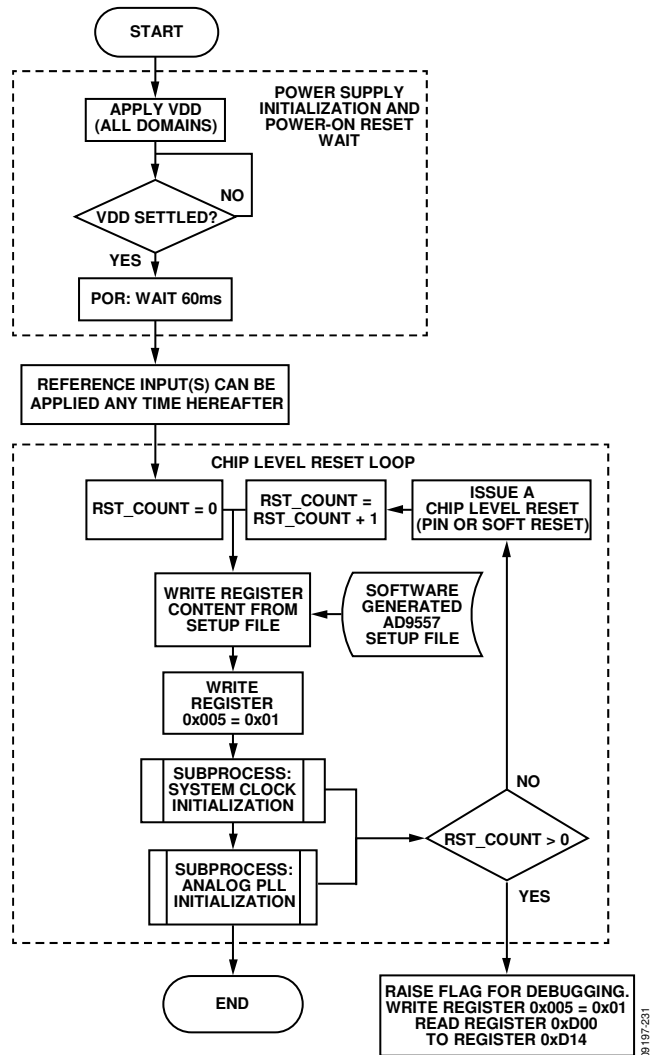 START
POWER SUPPLY
INITIALIZATION AND
POWER-ON RESET
WAIT
APPLY VDD
(ALL DOMAINS)
NO
VDD SETTLED?
YES
POR: WAIT 60ms
REFERENCE INPUT(S) CAN BE
APPLIED ANY TIME HEREAFTER
CHIP LEVEL RESET LOOP
RST_COUNT = 0
RST_COUNT =
RST_COUNT + 1
ISSUE A
CHIP LEVEL RESET
(PIN OR SOFT RESET)
WRITE REGISTER
CONTENT FROM
SETUP FILE
SOFTWARE
GENERATED
AD9557
SETUP FILE
WRITE
REGISTER
0x005 = 0x01
SUBPROCESS:
SYSTEM CLOCK
INITIALIZATION
NO
RST_COUNT > 0
SUBPROCESS:
ANALOG PLL
INITIALIZATION
YES
END
RAISE FLAG FOR DEBUGGING.
WRITE REGISTER 0x005 = 0x01
READ REGISTER 0xD00
TO REGISTER 0xD14
09197-231